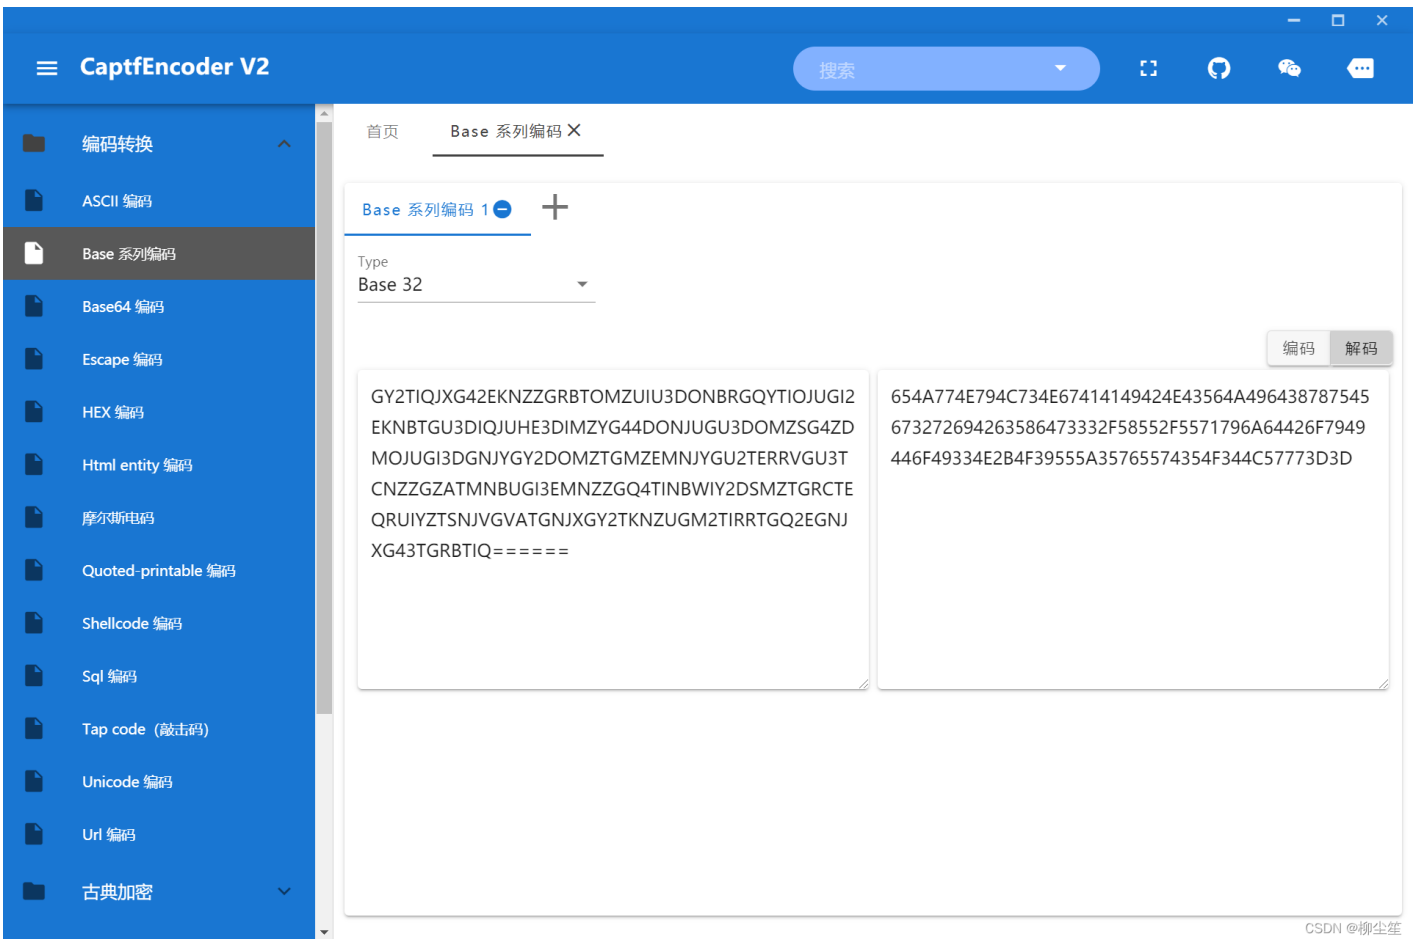 CaptfEncoder V2
搜索
编码转换
ASCII 编码
Base 系列编码
Base64 编码
Escape 编码
HEX 编码
Html entity 编码
摩尔斯电码
Quoted-printable 编码
Shellcode 编码
Sql 编码
Tap code（敲击码）
Unicode 编码
Url 编码
古典加密
首页
Base 系列编码
Base 系列编码 1
Type
Base 32
编码
解码
GY2TIQJXG42EKNZZGRBTOMZUIU3DONBRGQYTIOJUGI2
EKNBTGU3DIQJUHE3DIMZYG44DONJUGU3DOMZSG4ZD
MOJUGI3DGNJYGY2DOMZTGMZEMNJYGU2TERRVGU3T
CNZZGZATMNBUGI3EMNZZGQ4TINBWIY2DSMZTGRCTE
QRUIYZTSNJVGVATGNJXGY2TKNZUGM2TIRRTGQ2EGNJ
XG43TGRBTIQ======
654A774E794C734E67414149424E43564A496438787545
673272694263586473332F58552F5571796A64426F7949
446F49334E2B4F39555A35765574354F344C57773D3D
CSDN @柳尘笙